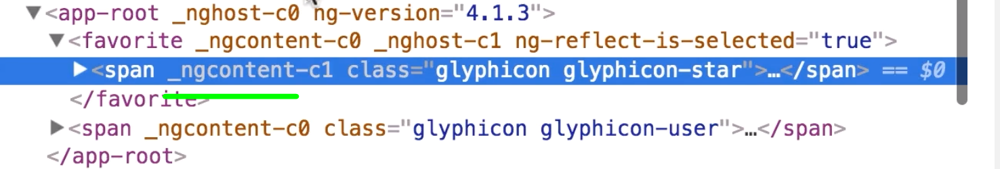 ▼<app-root _nghost-c0 ng-version="4.1.3">
▼<favorite _ngcontent-c0 _nghost-c1 ng-reflect-is-selected="true">
▶<span _ngcontent-c1 class="glyphicon glyphicon-star">…</span> == $0
</favorite>
▶<span _ngcontent-c0 class="glyphicon glyphicon-user">…</span>
</app-root>